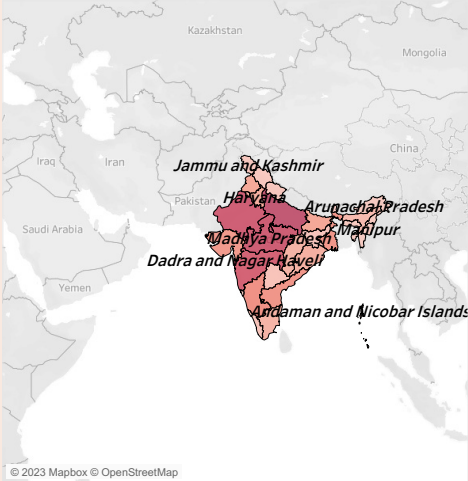 Kazakhstan
Mongolia
China
Jammu and Kashmir
Iraq
Iran
Haryana
Pakistan
Arunachal Pradesh
Saudi Arabia
Manipur
Madhya Pradesh
Dadra and Nagar Haveli
Yemen
Andaman and Nicobar Islands
© 2023 Mapbox © OpenStreetMap